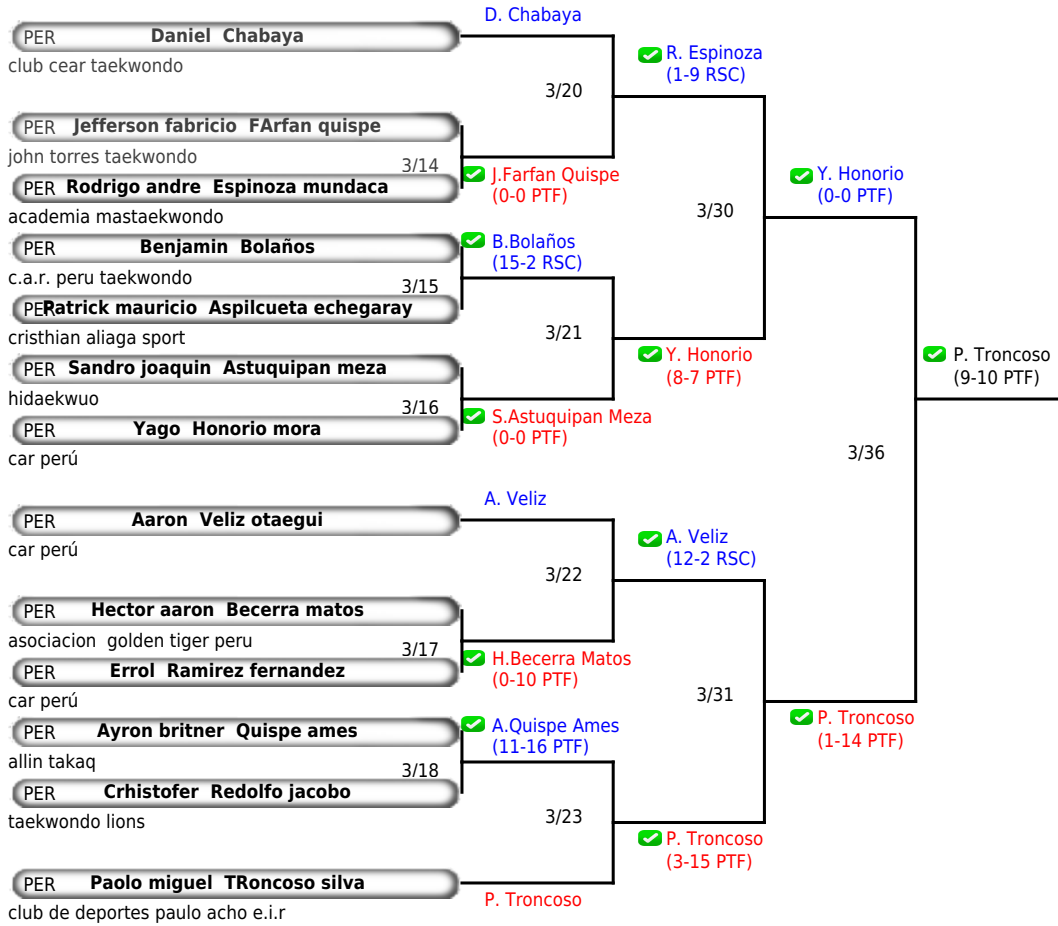 D. Chabaya
PER Daniel Chabaya
club cear taekwondo
R. Espinoza
(1-9 RSC)
3/20
PER Jefferson fabricio FArfan quispe
john torres taekwondo
3/14
J.Farfan Quispe
(0-0 PTF)
PER Rodrigo andre Espinoza mundaca
academia mastaekwondo
Y. Honorio
(0-0 PTF)
3/30
PER Benjamin Bolaños
B.Bolaños
(15-2 RSC)
c.a.r. peru taekwondo
3/15
PER Patrick mauricio Aspilcueta echegaray
cristhian aliaga sport
3/21
Y. Honorio
(8-7 PTF)
P. Troncoso
(9-10 PTF)
PER Sandro joaquin Astuquipan meza
hidaekwuo
3/16
S.Astuquipan Meza
(0-0 PTF)
PER Yago Honorio mora
car perú
3/36
A. Veliz
PER Aaron Veliz otaegui
car perú
A. Veliz
(12-2 RSC)
3/22
PER Hector aaron Becerra matos
asociacion golden tiger peru
3/17
H.Becerra Matos
(0-10 PTF)
PER Errol Ramirez fernandez
car perú
3/31
PER Ayron britner Quispe ames
A.Quispe Ames
(11-16 PTF)
P. Troncoso
(1-14 PTF)
allin takaq
3/18
PER Crhistofer Redolfo jacobo
taekwondo lions
3/23
P. Troncoso
(3-15 PTF)
PER Paolo miguel TRoncoso silva
P. Troncoso
club de deportes paulo acho e.i.r